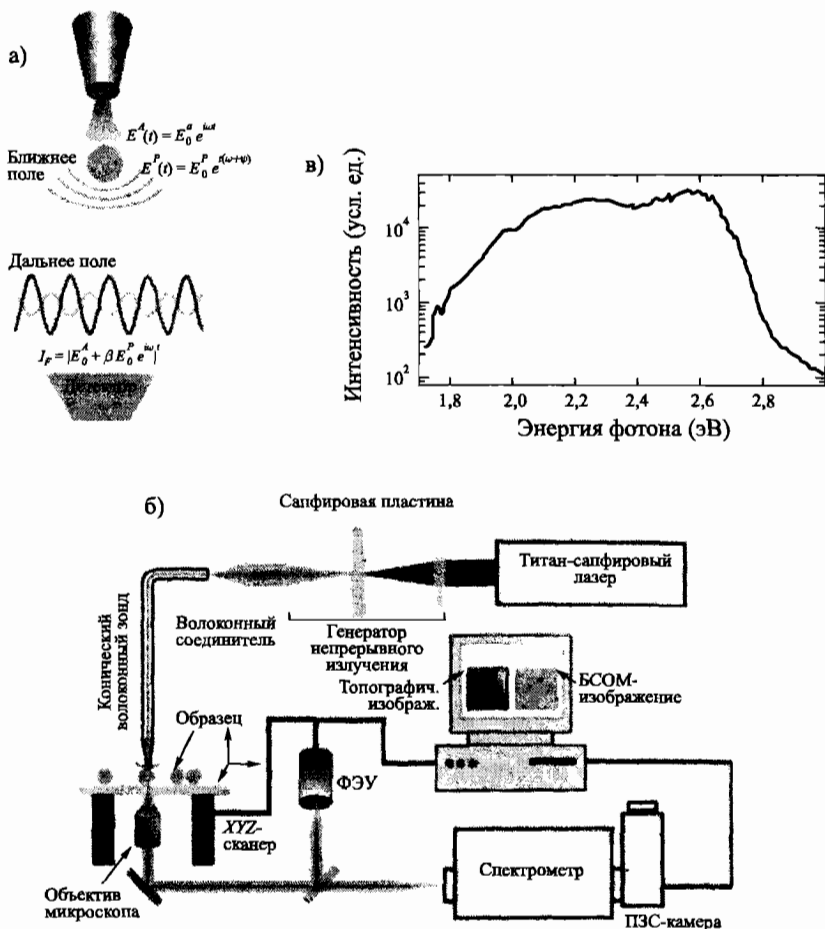 а)
E^A(t) = E_0^a e^{iωt}
Ближнее
поле
E^P(t) = E_0^P e^{i(ω+ψ)}
Дальнее поле
I_F = |E_0^A + β E_0^P e^{iω}|^t
в)
Интенсивность (усл. ед.)
10^4
10^3
10^2
1,8 2,0 2,2 2,4 2,6 2,8
Энергия фотона (эВ)
б)
Сапфировая пластина
Титан-сапфировый
лазер
Конический
волоконный зонд
Волоконный
соединитель
Генератор
непрерывного
излучения
Топографич.
изображ.
БСОМ-
изображение
Образец
ФЭУ
XYZ-
сканер
Объектив
микроскопа
Спектрометр
ПЗС-камера